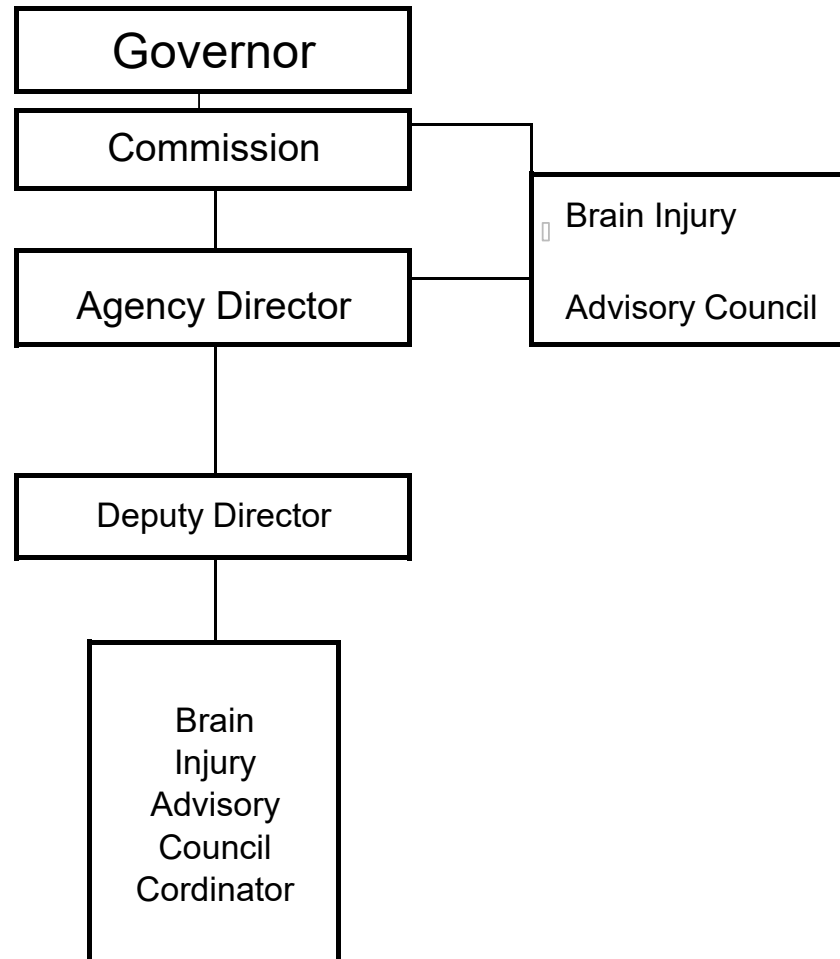 Governor
Commission
Brain Injury
Advisory Council
Agency Director
Deputy Director
Brain
Injury
Advisory
Council
Cordinator